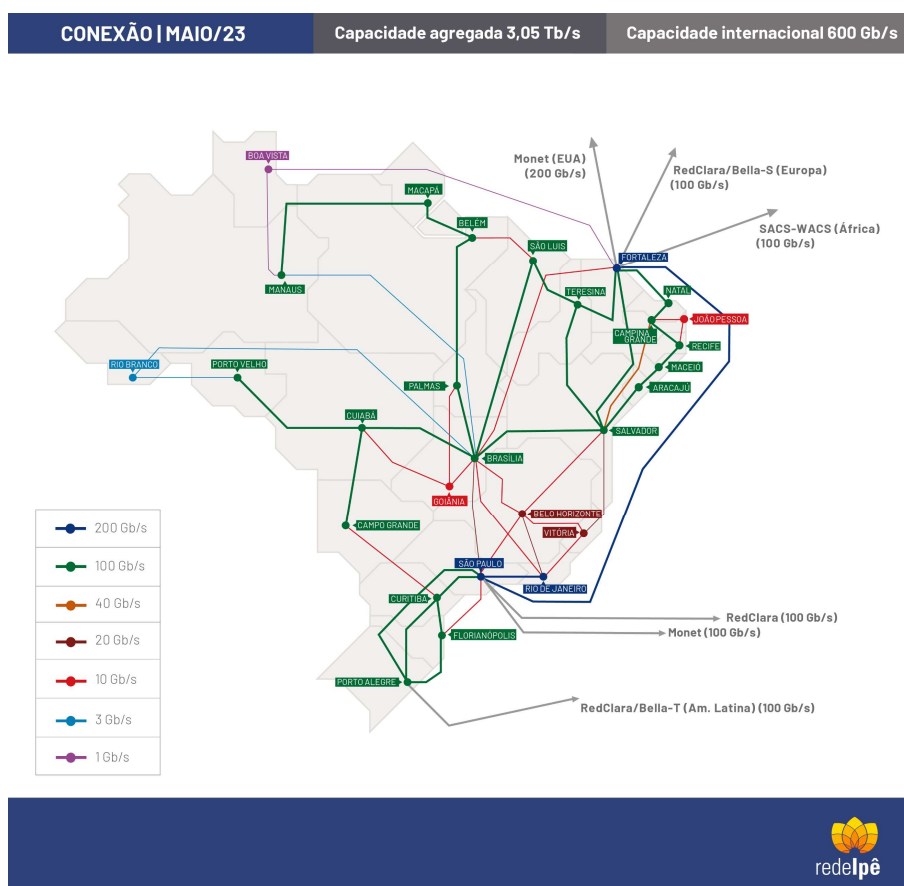 CONEXÃO | MAIO/23
Capacidade agregada 3,05 Tb/s
Capacidade internacional 600 Gb/s
Monet (EUA)
(200 Gb/s)
RedClara/Bella-S (Europa)
(100 Gb/s)
SACS-WACS (África)
(100 Gb/s)
BOA VISTA
MACAPÁ
BELÉM
SÃO LUIS
FORTALEZA
MANAUS
TERESINA
NATAL
CAMPINA
GRANDE
JOÃO PESSOA
RECIFE
RIO BRANCO
PORTO VELHO
MACEIÓ
PALMAS
ARACAJÚ
CUIABÁ
SALVADOR
BRASÍLIA
GOIÂNIA
BELO HORIZONTE
CAMPO GRANDE
VITÓRIA
SÃO PAULO
RIO DE JANEIRO
CURITIBA
RedClara (100 Gb/s)
Monet (100 Gb/s)
FLORIANÓPOLIS
PORTO ALEGRE
RedClara/Bella-T (Am. Latina) (100 Gb/s)
200 Gb/s
100 Gb/s
40 Gb/s
20 Gb/s
10 Gb/s
3 Gb/s
1 Gb/s
redeIpê